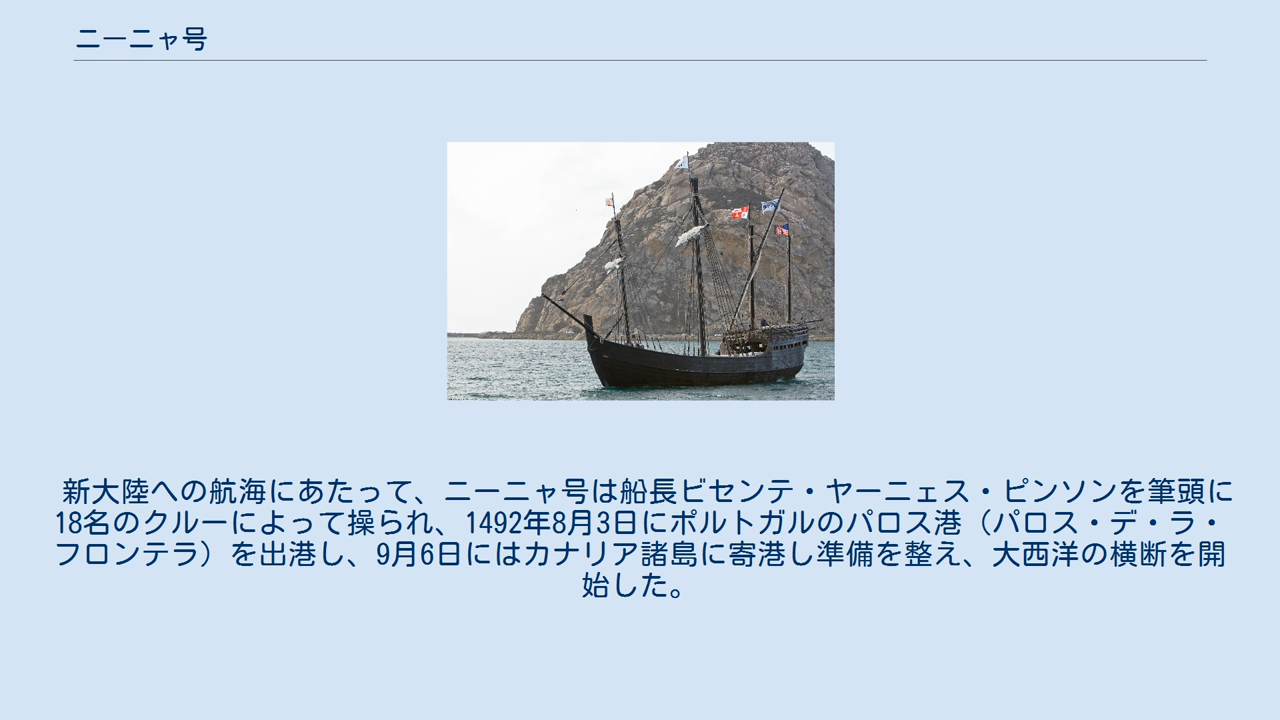 ニーニャ号
新大陸への航海にあたって、ニーニャ号は船長ビセンテ・ヤーニェス・ピンソンを筆頭に
18名のクルーによって操られ、1492年8月3日にポルトガルのパロス港（パロス・デ・ラ・
フロンテラ）を出港し、9月6日にはカナリア諸島に寄港し準備を整え、大西洋の横断を開
始した。